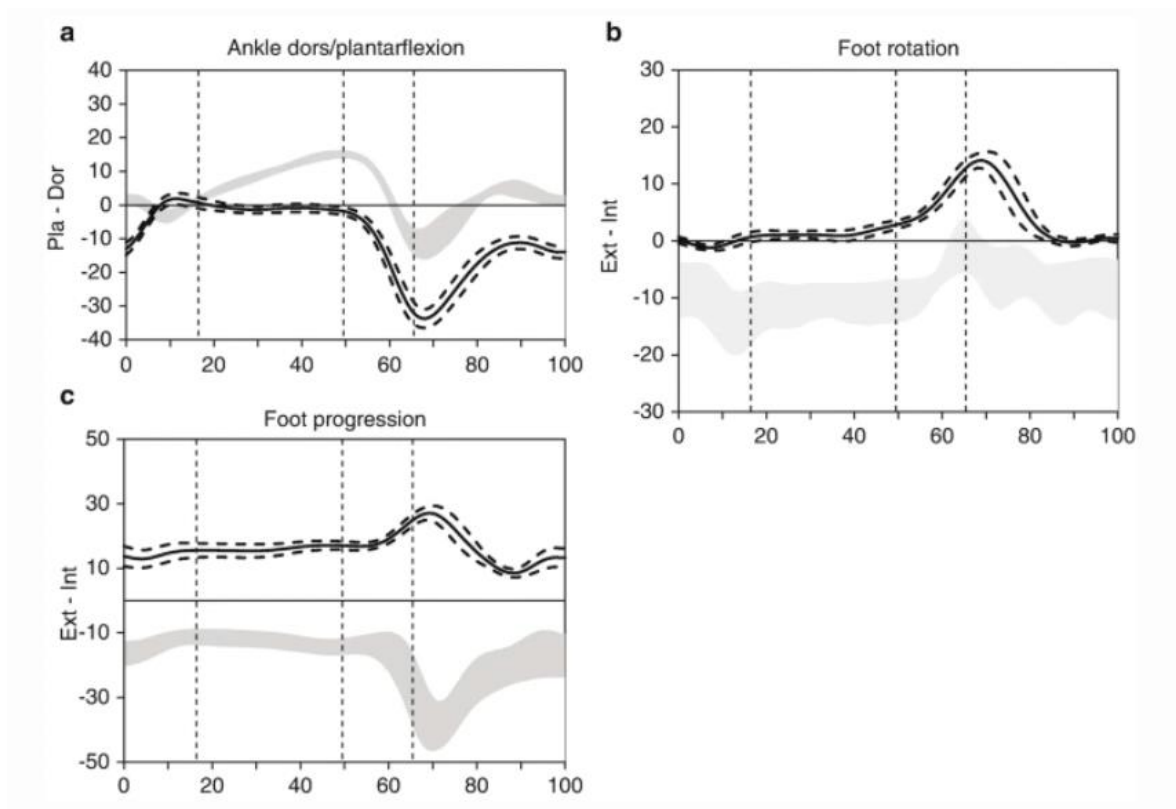 a
Ankle dors/plantarflexion
40
30
20
10
0
-10
-20
-30
-40
Pla - Dor
0 20 40 60 80 100
b
Foot rotation
30
20
10
0
-10
-20
-30
Ext - Int
0 20 40 60 80 100
c
Foot progression
50
30
10
-10
-30
-50
Ext - Int
0 20 40 60 80 100